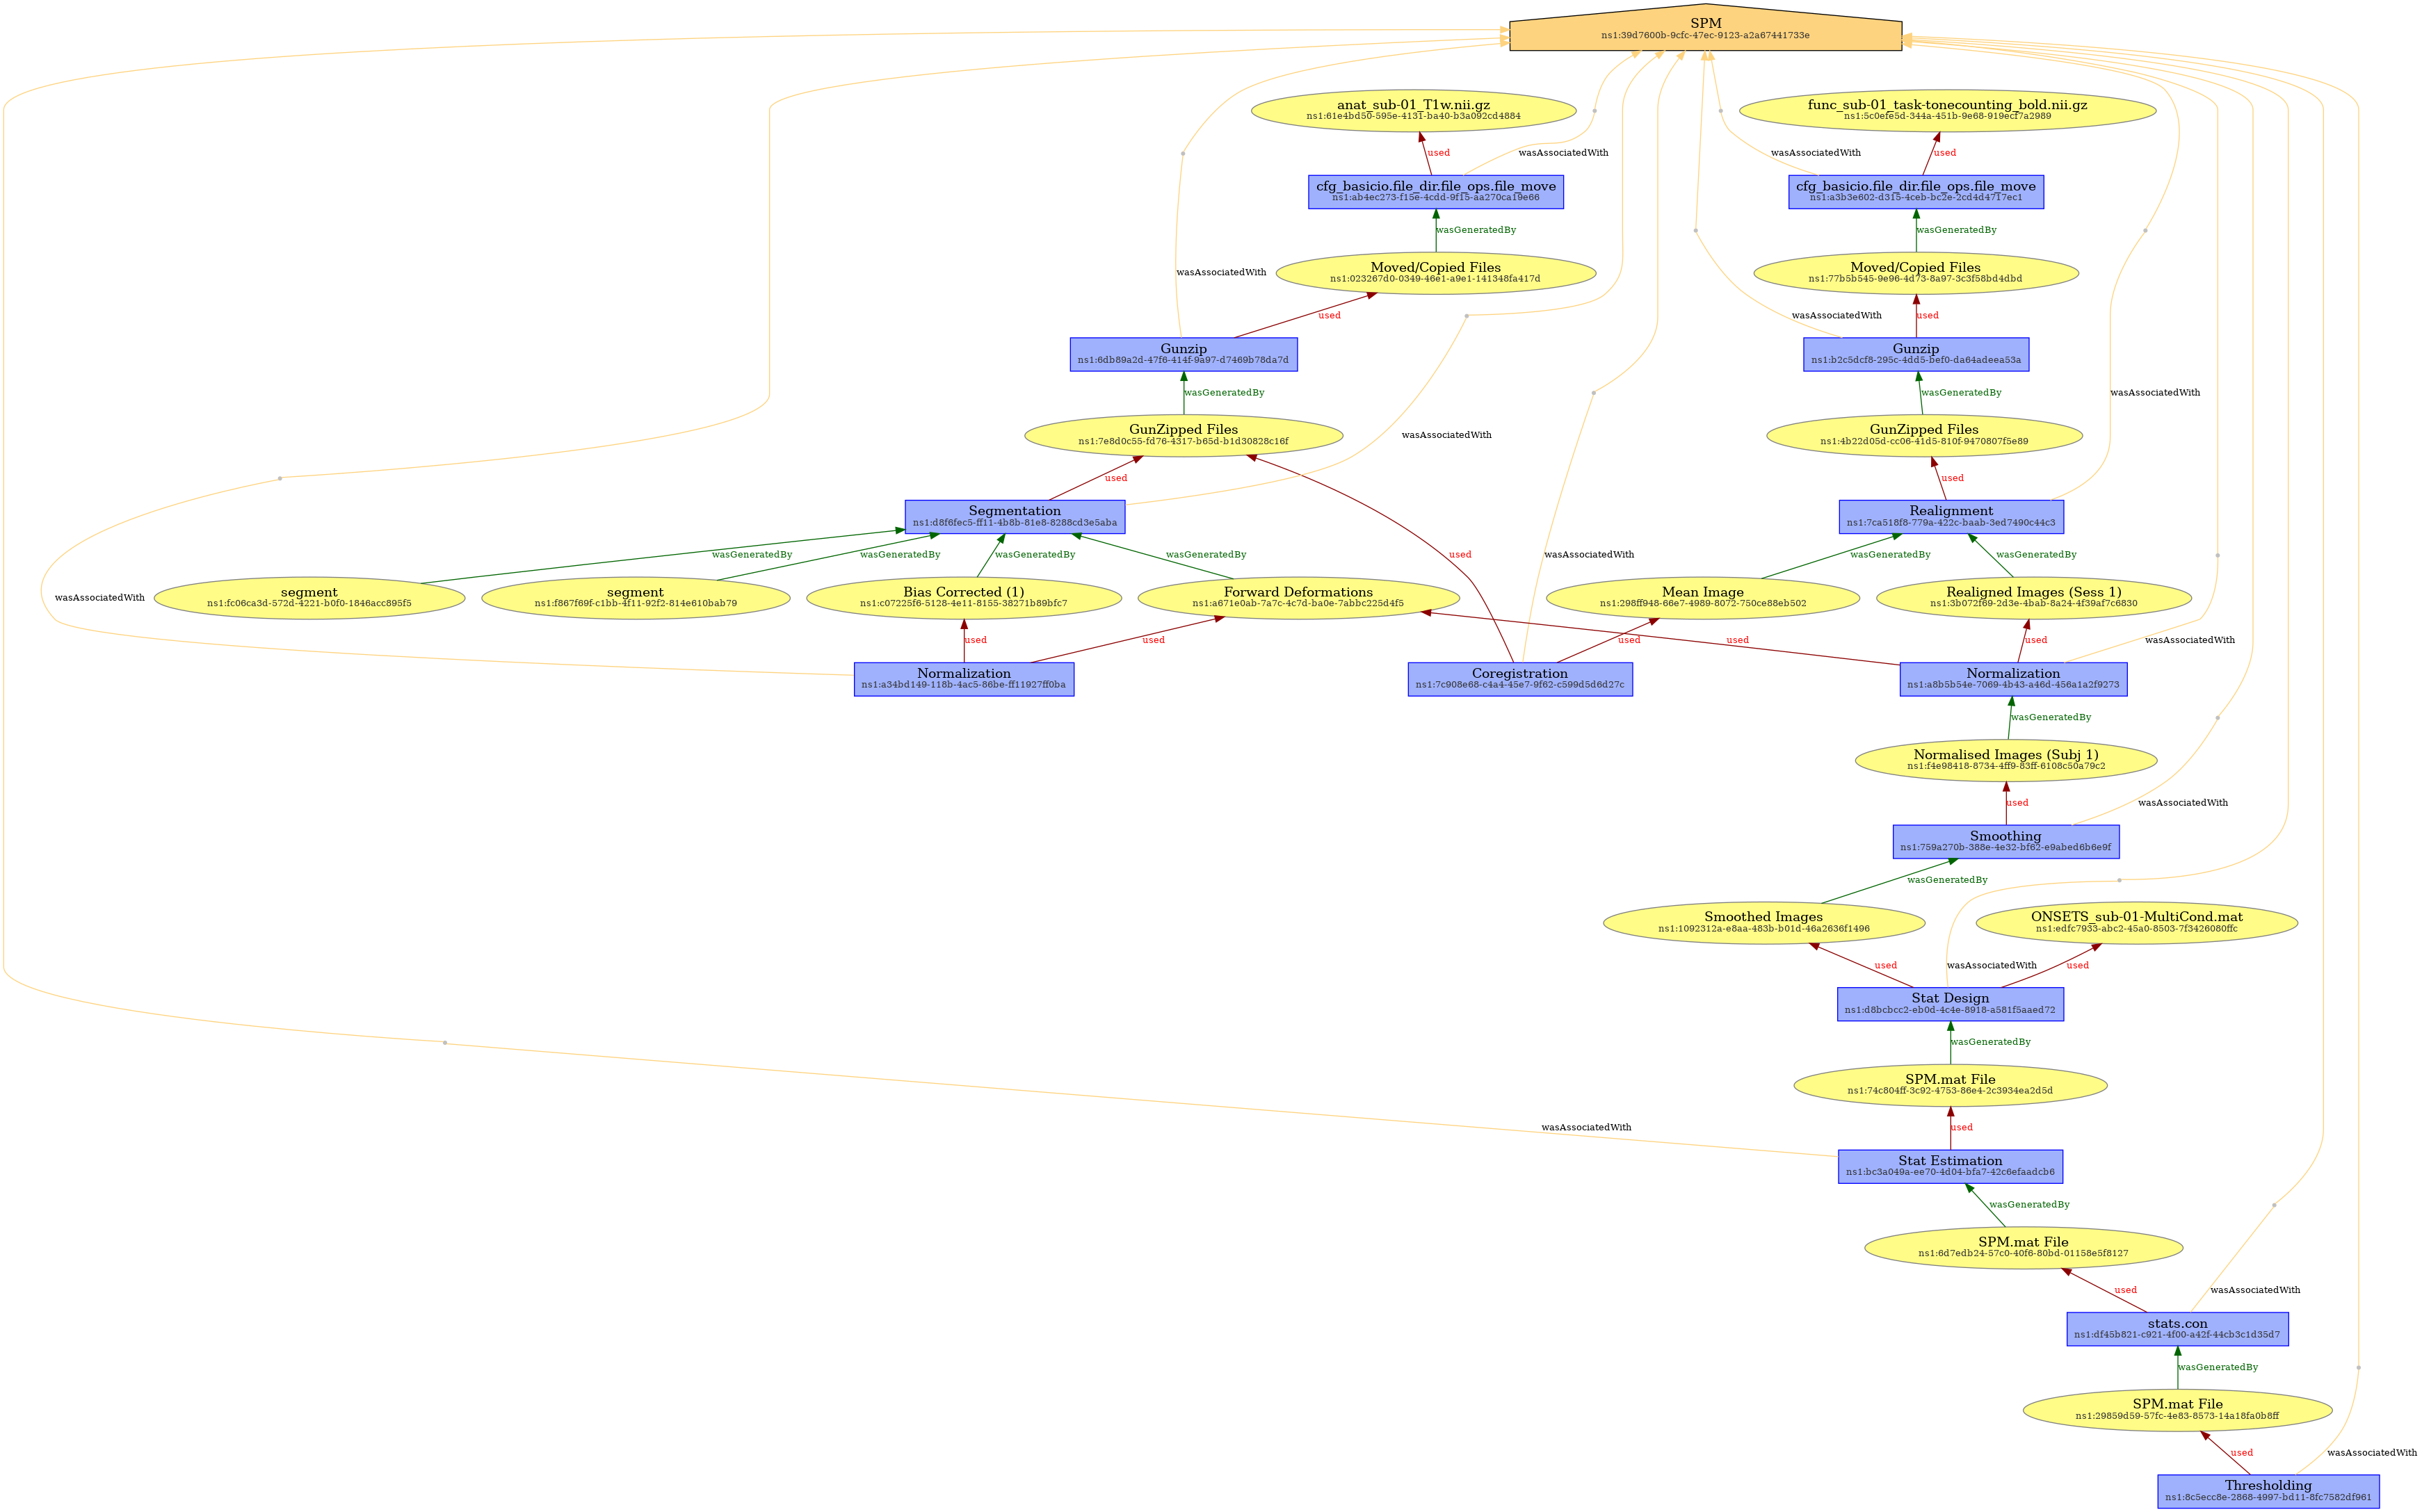 SPM
ns1:39d7600b-9cfc-47ec-9123-a2a67441733e
anat_sub-01_T1w.nii.gz
ns1:61e4bd50-595e-4131-ba40-b3a092cd4884
func_sub-01_task-tonecounting_bold.nii.gz
ns1:5c0efe5d-344a-451b-9e68-919ecf7a2989
used
wasAssociatedWith
wasAssociatedWith
used
cfg_basicio.file_dir.file_ops.file_move
ns1:ab4ec273-f15e-4cdd-9f15-aa270ca19e66
cfg_basicio.file_dir.file_ops.file_move
ns1:a3b3e602-d315-4ceb-bc2e-2cd4d4717ec1
wasGeneratedBy
wasGeneratedBy
wasAssociatedWith
Moved/Copied Files
ns1:023267d0-0349-46e1-a9e1-141348fa417d
Moved/Copied Files
ns1:77b5b545-9e96-4d73-8a97-3c3f58bd4dbd
used
wasAssociatedWith
used
Gunzip
ns1:6db89a2d-47f6-414f-9a97-d7469b78da7d
Gunzip
ns1:b2c5dcf8-295c-4dd5-bef0-da64adeea53a
wasGeneratedBy
wasGeneratedBy
wasAssociatedWith
GunZipped Files
ns1:7e8d0c55-fd76-4317-b65d-b1d30828c16f
wasAssociatedWith
GunZipped Files
ns1:4b22d05d-cc06-41d5-810f-9470807f5e89
used
used
Segmentation
ns1:d8f6fec5-ff11-4b8b-81e8-8288cd3e5aba
Realignment
ns1:7ca518f8-779a-422c-baab-3ed7490c44c3
wasGeneratedBy
wasGeneratedBy
wasGeneratedBy
wasGeneratedBy
used
wasAssociatedWith
wasGeneratedBy
wasGeneratedBy
wasAssociatedWith
segment
ns1:fc06ca3d-572d-4221-b0f0-1846acc895f5
segment
ns1:f867f69f-c1bb-4f11-92f2-814e610bab79
Bias Corrected (1)
ns1:c07225f6-5128-4e11-8155-38271b89bfc7
Forward Deformations
ns1:a671e0ab-7a7c-4c7d-ba0e-7abbc225d4f5
Mean Image
ns1:298ff948-66e7-4989-8072-750ce88eb502
Realigned Images (Sess 1)
ns1:3b072f69-2d3e-4bab-8a24-4f39af7c6830
used
used
used
used
used
wasAssociatedWith
Normalization
ns1:a34bd149-118b-4ac5-86be-ff11927ff0ba
Coregistration
ns1:7c908e68-c4a4-45e7-9f62-c599d5d6d27c
Normalization
ns1:a8b5b54e-7069-4b43-a46d-456a1a2f9273
wasGeneratedBy
Normalised Images (Subj 1)
ns1:f4e98418-8734-4ff9-83ff-6108c50a79c2
used
wasAssociatedWith
Smoothing
ns1:759a270b-388e-4e32-bf62-e9abed6b6e9f
wasGeneratedBy
Smoothed Images
ns1:1092312a-e8aa-483b-b01d-46a2636f1496
ONSETS_sub-01-MultiCond.mat
ns1:edfc7933-abc2-45a0-8503-7f3426080ffc
used
wasAssociatedWith
used
Stat Design
ns1:d8bcbcc2-eb0d-4c4e-8918-a581f5aaed72
wasGeneratedBy
SPM.mat File
ns1:74c804ff-3c92-4753-86e4-2c3934ea2d5d
wasAssociatedWith
used
Stat Estimation
ns1:bc3a049a-ee70-4d04-bfa7-42c6efaadcb6
wasGeneratedBy
SPM.mat File
ns1:6d7edb24-57c0-40f6-80bd-01158e5f8127
used
wasAssociatedWith
stats.con
ns1:df45b821-c921-4f00-a42f-44cb3c1d35d7
wasGeneratedBy
SPM.mat File
ns1:29859d59-57fc-4e83-8573-14a18fa0b8ff
used
wasAssociatedWith
Thresholding
ns1:8c5ecc8e-2868-4997-bd11-8fc7582df961